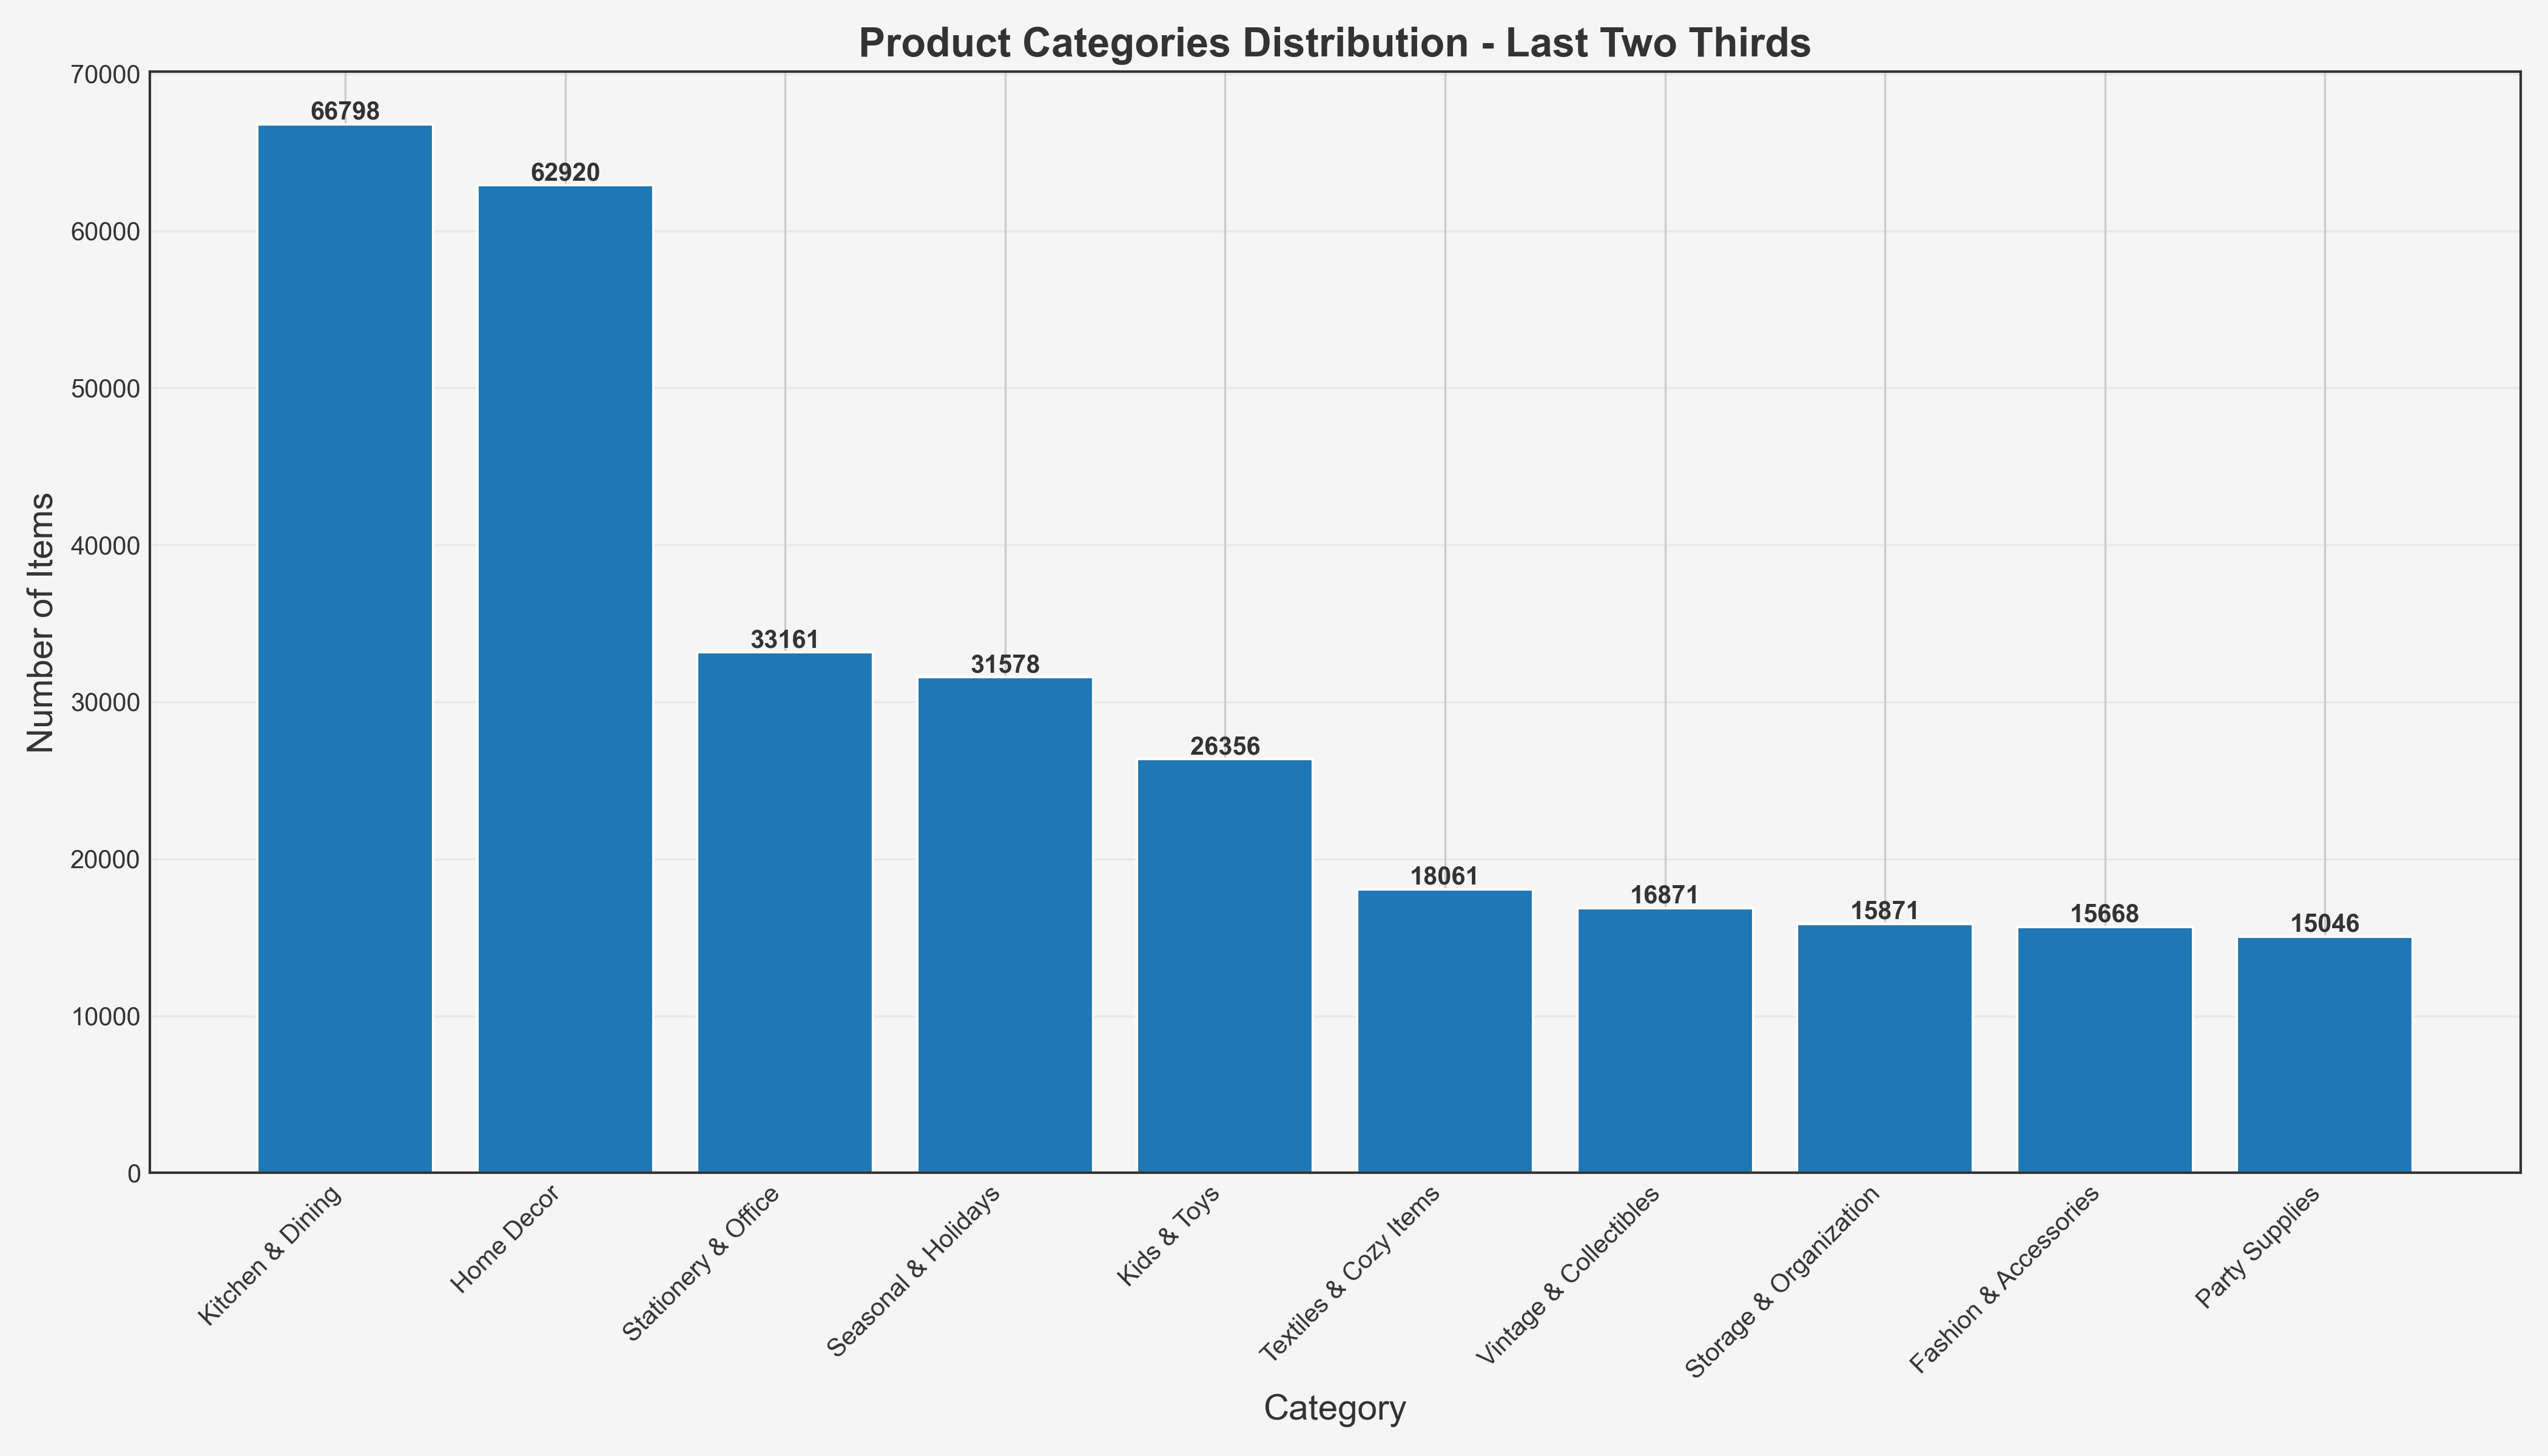 Product Categories Distribution - Last Two Thirds
Number of Items
70000
60000
50000
40000
30000
20000
10000
0
66798
62920
33161
31578
26356
18061
16871
15871
15668
15046
Kitchen & Dining
Home Decor
Stationery & Office
Seasonal & Holidays
Kids & Toys
Textiles & Cozy Items
Vintage & Collectibles
Storage & Organization
Fashion & Accessories
Party Supplies
Category